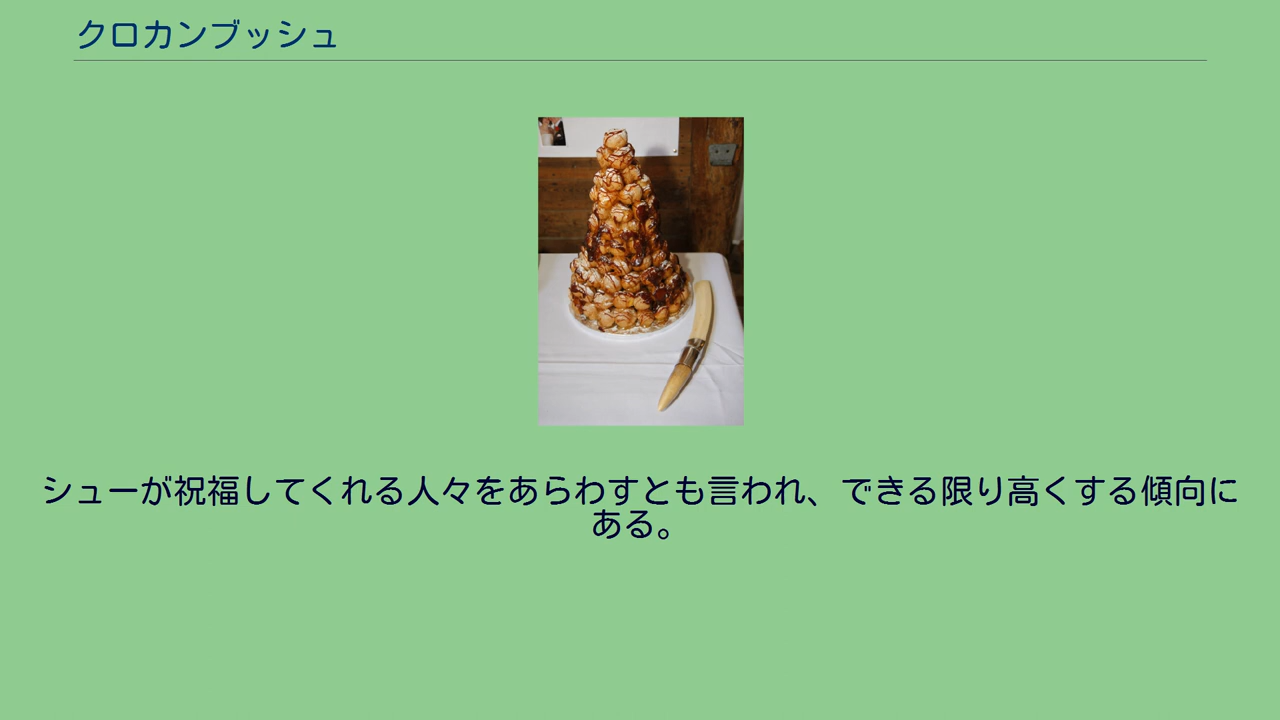 クロカンブッシュ
シューが祝福してくれる人々をあらわすとも言われ、できる限り高くする傾向に
ある。